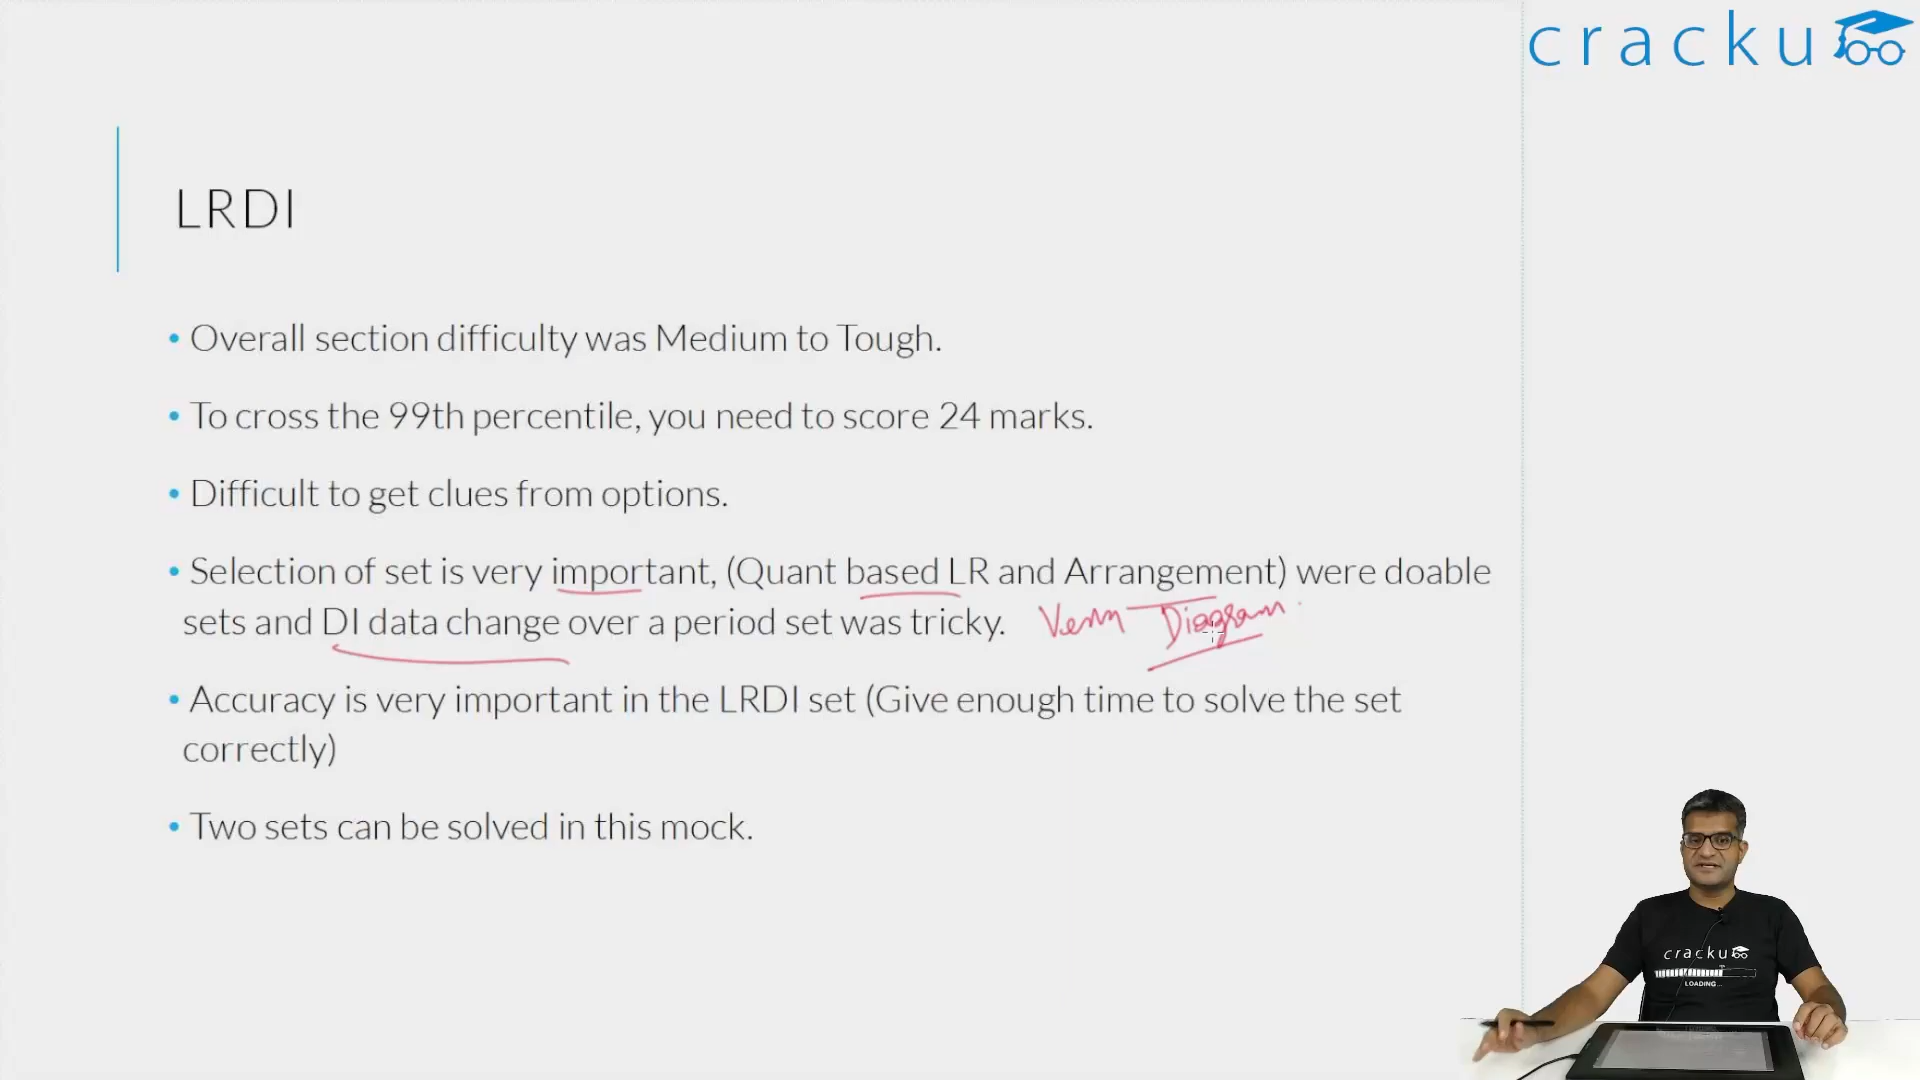 cracku
LRDI
• Overall section difficulty was Medium to Tough.
• To cross the 99th percentile, you need to score 24 marks.
• Difficult to get clues from options.
• Selection of set is very important, (Quant based LR and Arrangement) were doable
sets and DI data change over a period set was tricky. Venn Diagram
• Accuracy is very important in the LRDI set (Give enough time to solve the set
correctly)
• Two sets can be solved in this mock.
cracku
LOADING...